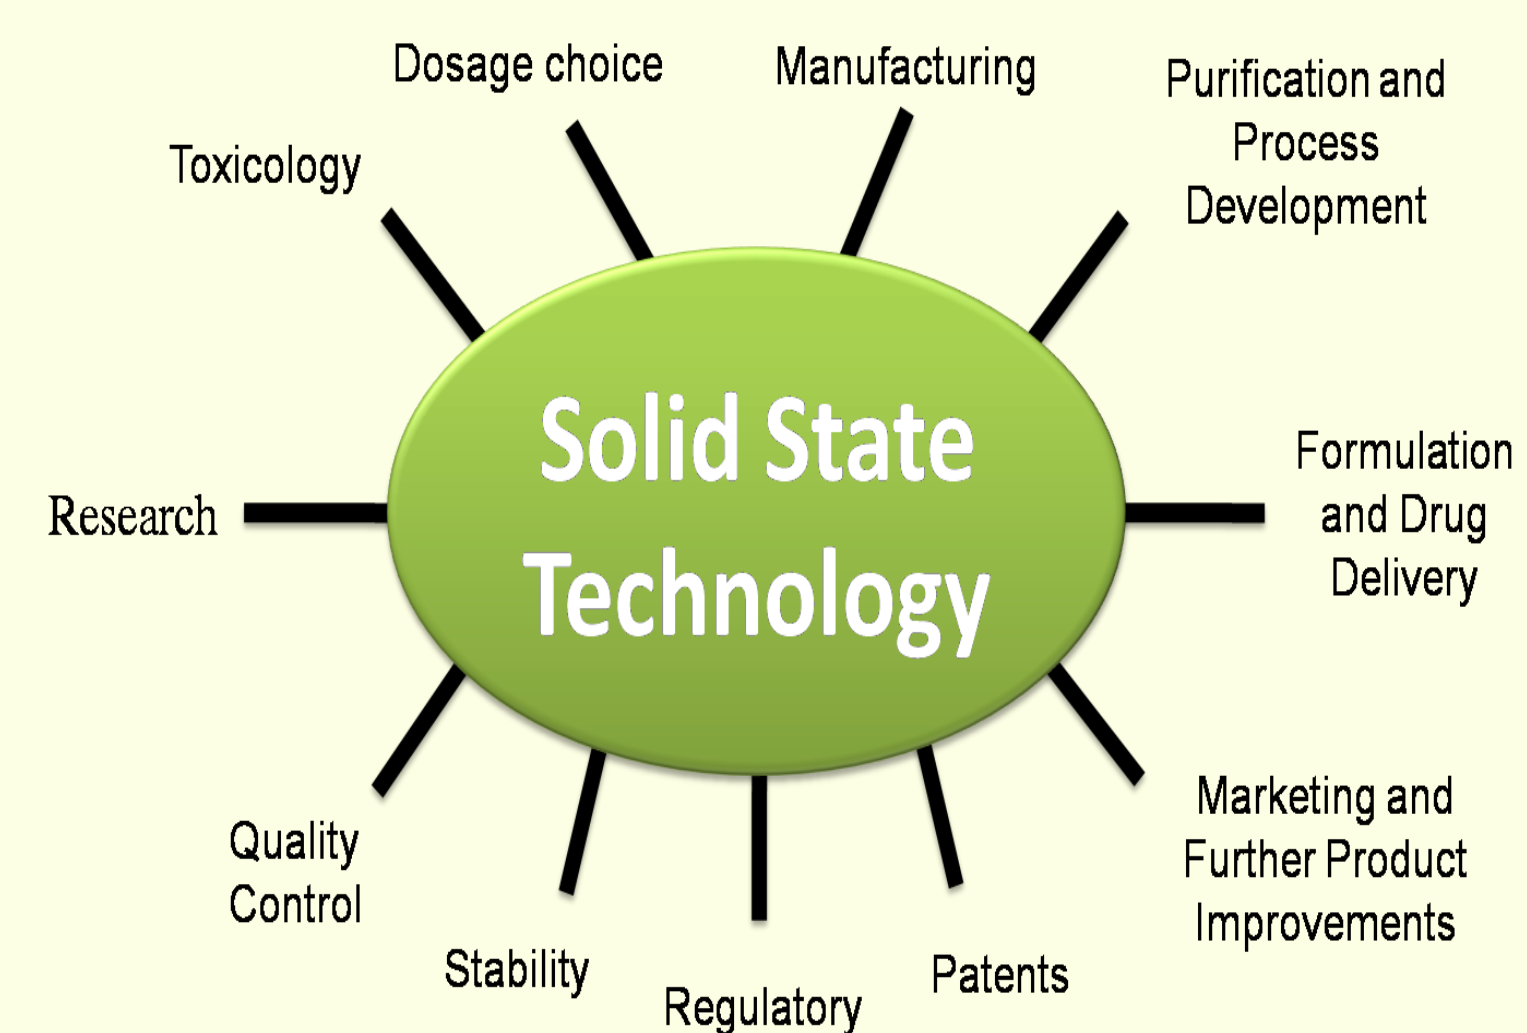 Dosage choice
Manufacturing
Purification and
Process
Development
Toxicology
Solid State
Technology
Formulation
and Drug
Delivery
Research
Marketing and
Further Product
Improvements
Quality
Control
Stability
Regulatory
Patents